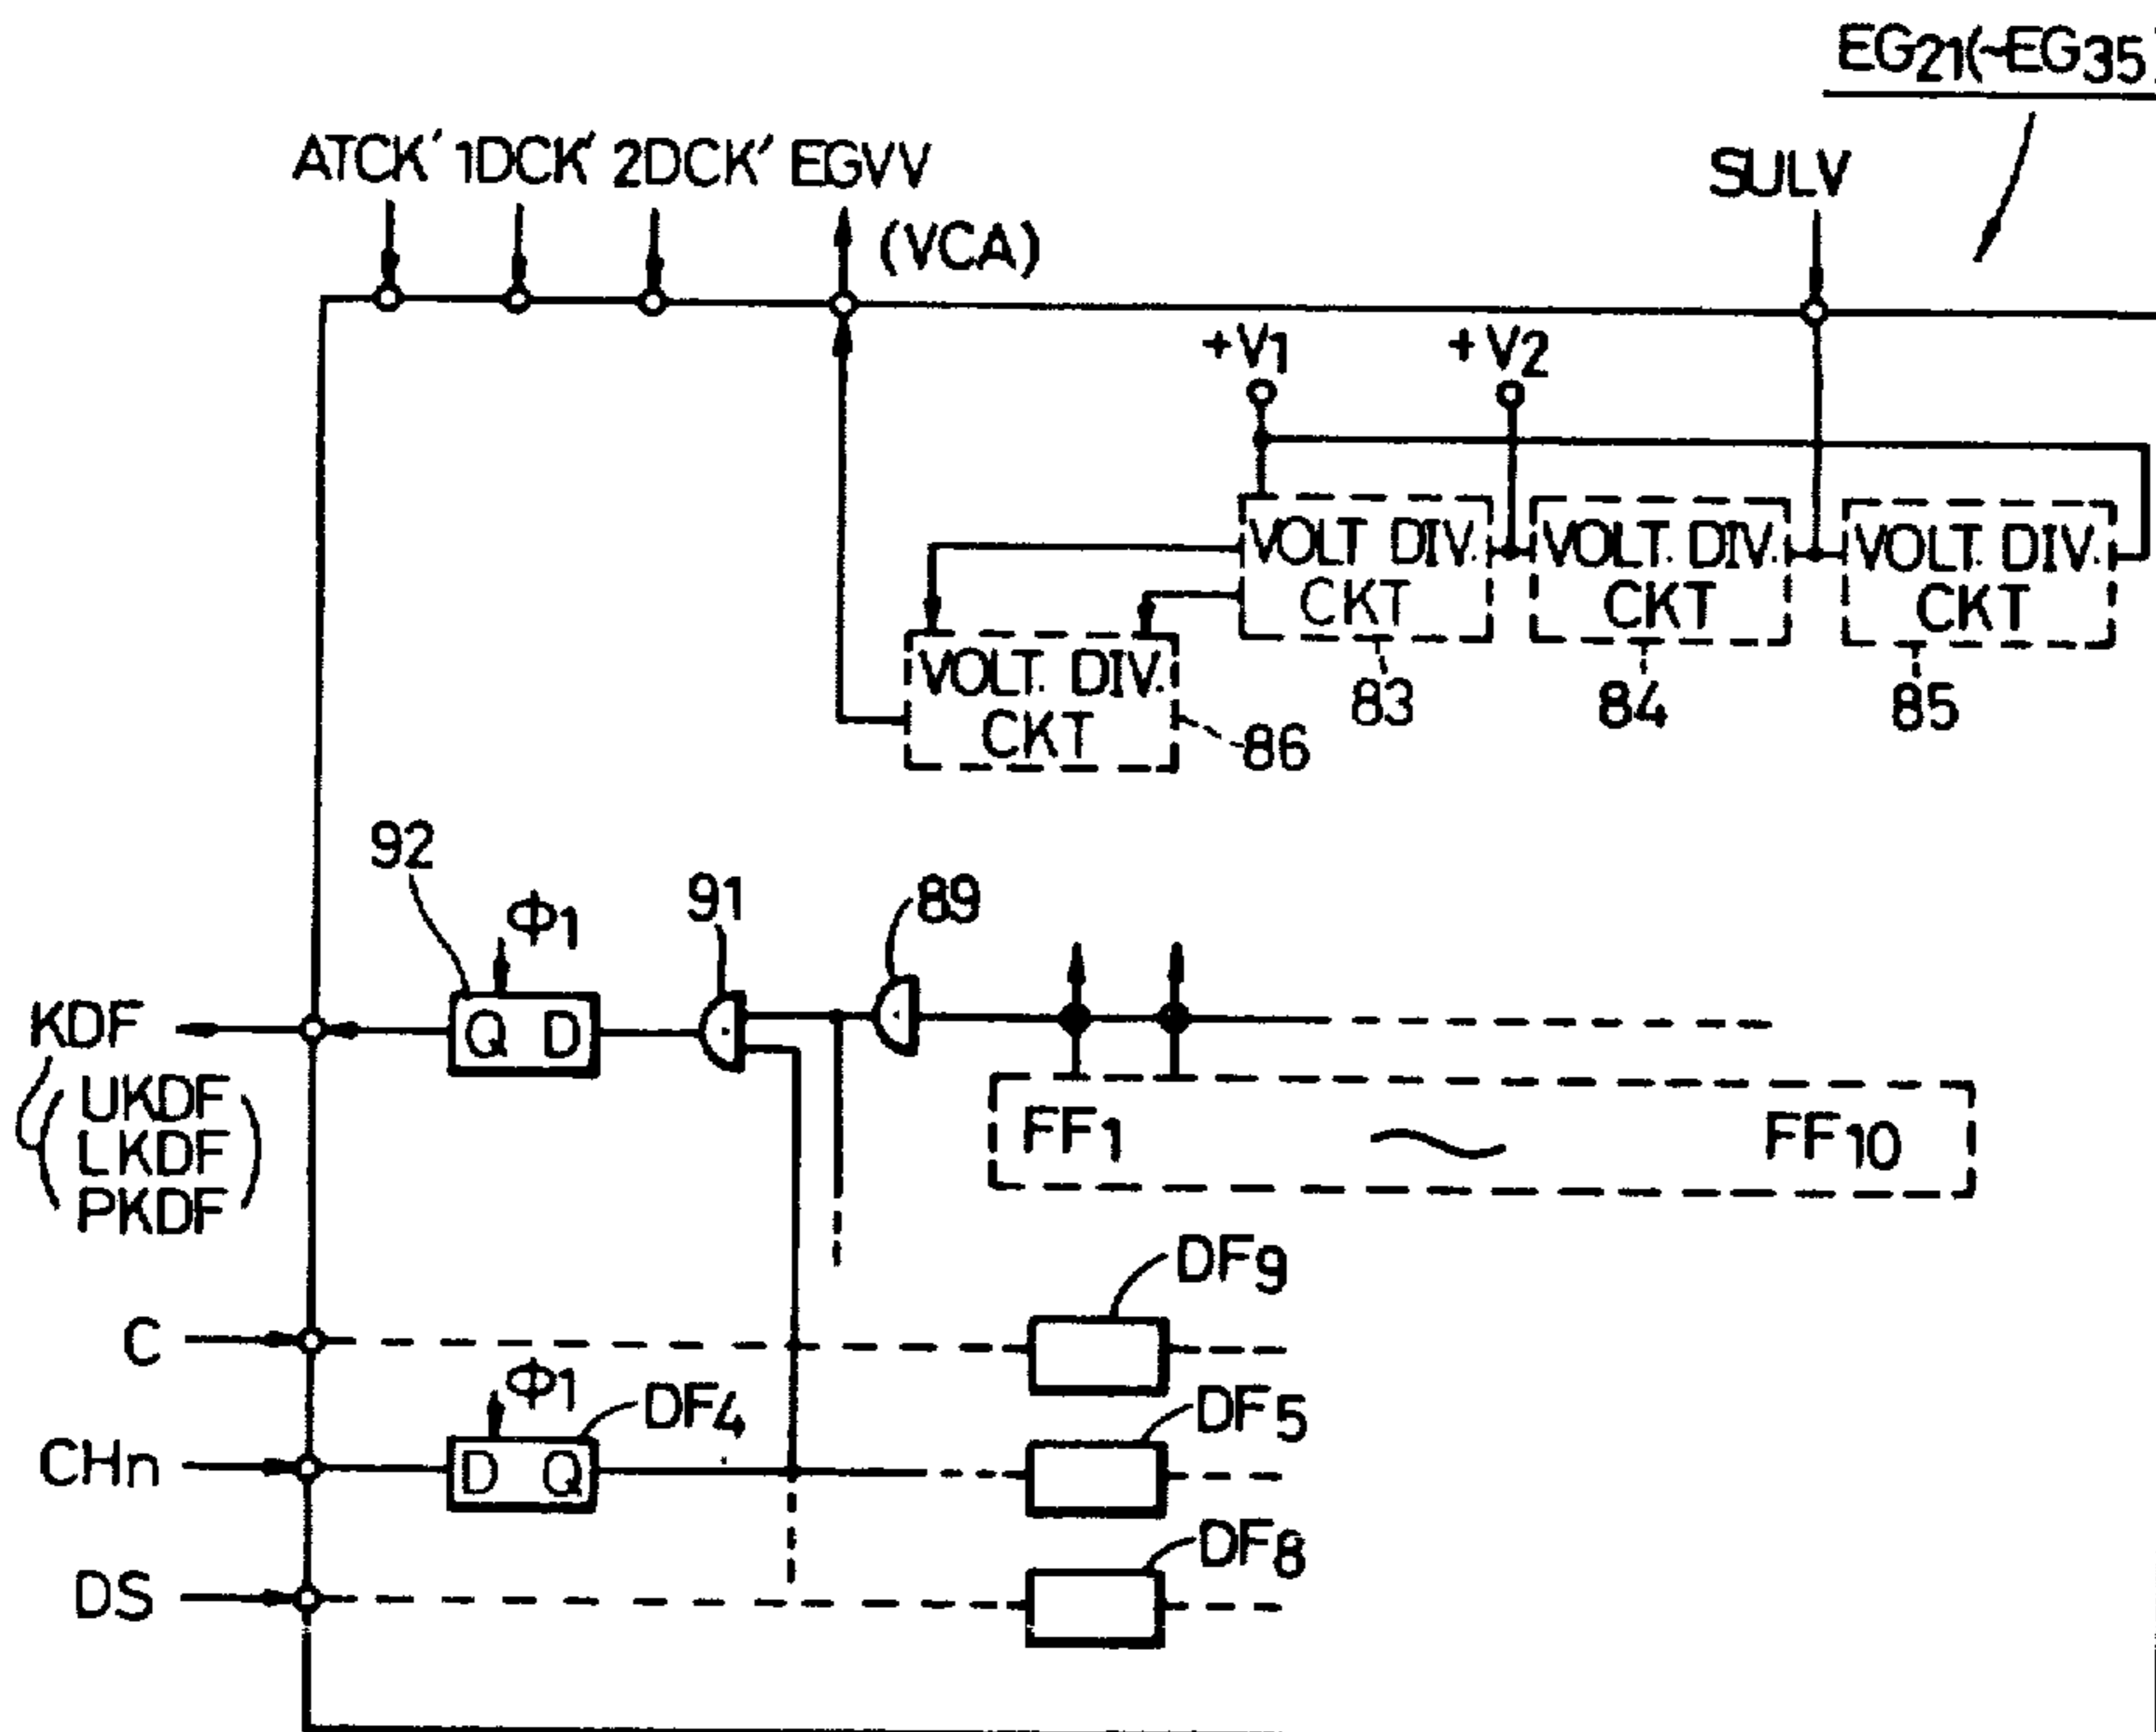 EG21(~EG35)
ATCK' 1DCK' 2DCK' EGVV
(VCA)
SULV
+V1
+V2
VOLT DIV.
CKT
VOLT. DIV.
CKT
VOLT. DIV.
CKT
VOLT. DIV.
CKT
83
84
85
86
92
Φ1
91
89
KDF
Q D
UKDF
LKDF
PKDF
FF1 ~ FF10
DF9
C
Φ1
DF4
DF5
CHn
D Q
DF8
DS